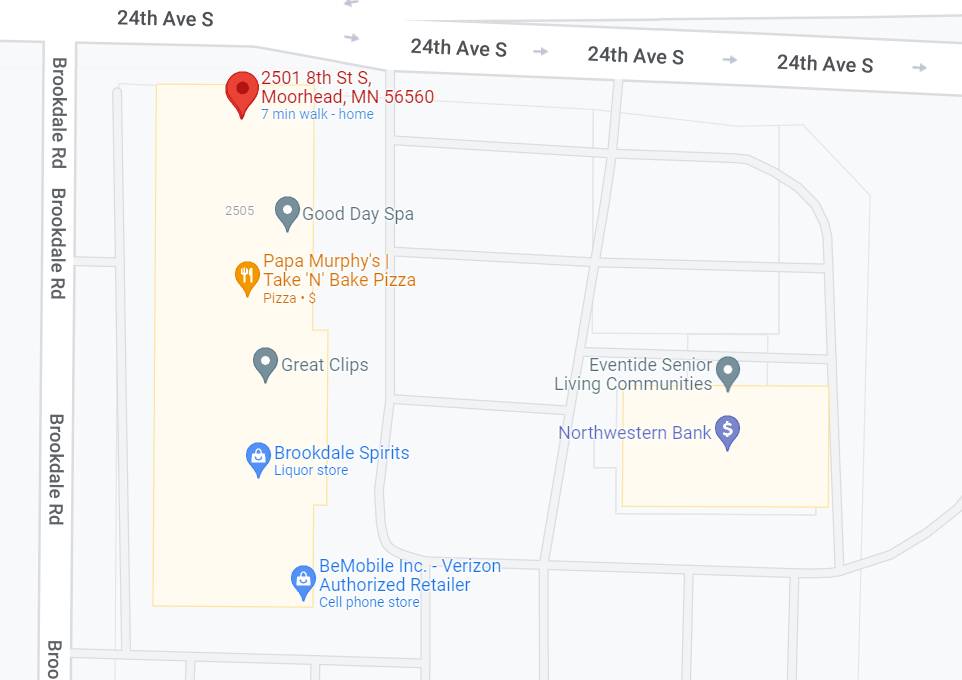 24th Ave S
24th Ave S
24th Ave S
24th Ave S
Brookdale Rd
2501 8th St S,
Moorhead, MN 56560
7 min walk - home
Brookdale Rd
2505
Good Day Spa
Papa Murphy's |
Take 'N' Bake Pizza
Pizza • $
Great Clips
Eventide Senior
Living Communities
Northwestern Bank
$
Brookdale Rd
Brookdale Spirits
Liquor store
BeMobile Inc. - Verizon
Authorized Retailer
Cell phone store
Broo